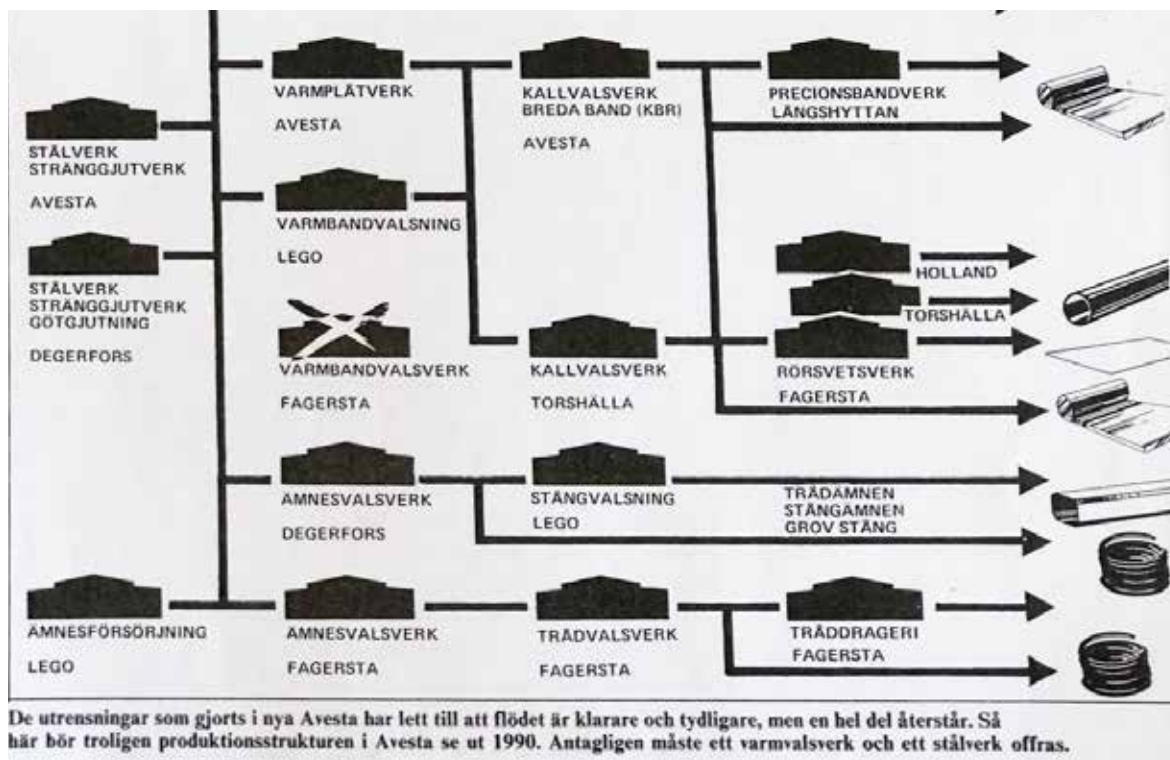 VARMPLÅTVERK
AVESTA
KALLVALSVERK
BREDA BAND (KBR)
AVESTA
PRECIONSBANDVERK
LÅNGSHYTTAN
STÅLVERK
STRÄNGGJUTVERK
AVESTA
VARMBANDVALSNING
LEGO
STÅLVERK
STRÄNGGJUTVERK
GÖTGJUTNING
DEGERFORS
HOLLAND
TORSHÄLLA
VARMBANDVALSVERK
FAGERSTA
KALLVALSVERK
TORSHÄLLA
RÖRSVETSVERK
FAGERSTA
ÄMNESVALSVERK
DEGERFORS
STÅNGVALSNING
LEGO
TRÅDÄMNEN
STÅNGÄMNEN
GROV STÅNG
ÄMNESFÖRSÖRJNING
LEGO
ÄMNESVALSVERK
FAGERSTA
TRÅDVALSVERK
FAGERSTA
TRÅDDRAGERI
FAGERSTA
De utrensningar som gjorts i nya Avesta har lett till att flödet är klarare och tydligare, men en hel del återstår. Så
här bör troligen produktionsstrukturen i Avesta se ut 1990. Antagligen måste ett varmvalsverk och ett stålverk offras.